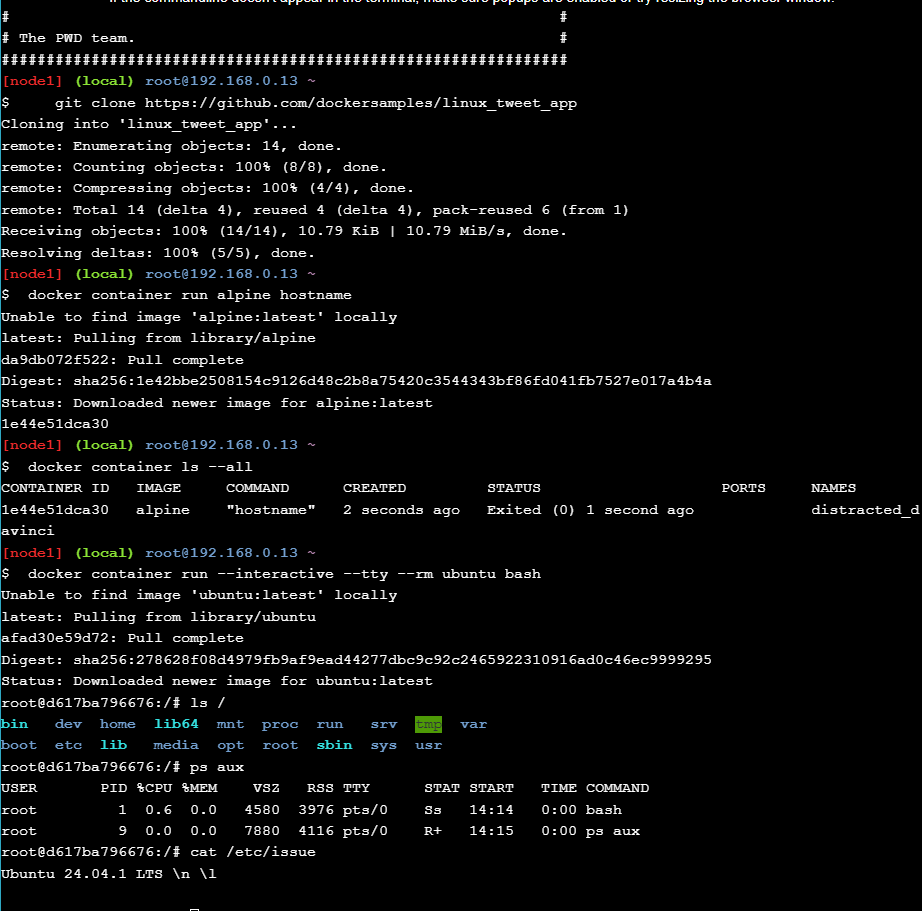 If the commandline doesn't appear in the terminal, make sure popups are enabled or try resizing the browser window.
#                                                              #
# The PWD team.                                                #
###############################################################
[node1] (local) root@192.168.0.13 ~
$     git clone https://github.com/dockersamples/linux_tweet_app
Cloning into 'linux_tweet_app'...
remote: Enumerating objects: 14, done.
remote: Counting objects: 100% (8/8), done.
remote: Compressing objects: 100% (4/4), done.
remote: Total 14 (delta 4), reused 4 (delta 4), pack-reused 6 (from 1)
Receiving objects: 100% (14/14), 10.79 KiB | 10.79 MiB/s, done.
Resolving deltas: 100% (5/5), done.
[node1] (local) root@192.168.0.13 ~
$  docker container run alpine hostname
Unable to find image 'alpine:latest' locally
latest: Pulling from library/alpine
da9db072f522: Pull complete
Digest: sha256:1e42bbe2508154c9126d48c2b8a75420c3544343bf86fd041fb7527e017a4b4a
Status: Downloaded newer image for alpine:latest
1e44e51dca30
[node1] (local) root@192.168.0.13 ~
$  docker container ls --all
CONTAINER ID   IMAGE     COMMAND      CREATED         STATUS                    PORTS     NAMES
1e44e51dca30   alpine    "hostname"   2 seconds ago   Exited (0) 1 second ago             distracted_d
avinci
[node1] (local) root@192.168.0.13 ~
$  docker container run --interactive --tty --rm ubuntu bash
Unable to find image 'ubuntu:latest' locally
latest: Pulling from library/ubuntu
afad30e59d72: Pull complete
Digest: sha256:278628f08d4979fb9af9ead44277dbc9c92c2465922310916ad0c46ec9999295
Status: Downloaded newer image for ubuntu:latest
root@d617ba796676:/# ls /
bin   dev  home  lib64  mnt  proc  run   srv  tmp  var
boot  etc  lib   media  opt  root  sbin  sys  usr
root@d617ba796676:/# ps aux
USER       PID %CPU %MEM    VSZ   RSS TTY      STAT START   TIME COMMAND
root         1  0.6  0.0   4580  3976 pts/0    Ss   14:14   0:00 bash
root         9  0.0  0.0   7880  4116 pts/0    R+   14:15   0:00 ps aux
root@d617ba796676:/# cat /etc/issue
Ubuntu 24.04.1 LTS \n \l